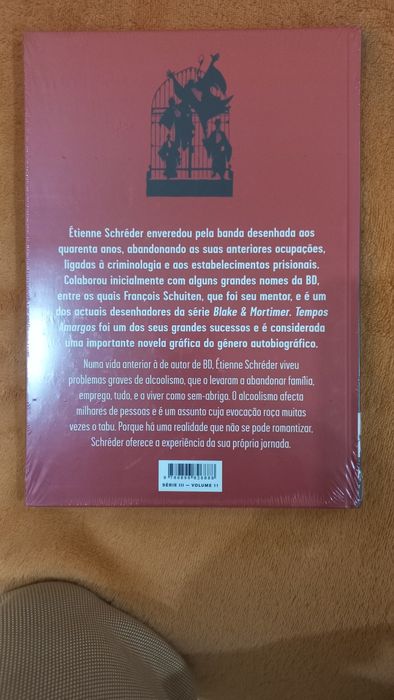 Étienne Schréder enveredou pela banda desenhada aos
quarenta anos, abandonando as suas anteriores ocupações,
ligadas à criminologia e aos estabelecimentos prisionais.
Colaborou inicialmente com alguns grandes nomes da BD,
entre os quais François Schuiten, que foi seu mentor, e é um
dos actuais desenhadores da série Blake & Mortimer. Tempos
Amargos foi um dos seus grandes sucessos e é considerada
uma importante novela gráfica do género autobiográfico.
Numa vida anterior à de autor de BD, Étienne Schréder viveu
problemas graves de alcoolismo, que o levaram a abandonar família,
emprego, tudo, e a viver como sem-abrigo. O alcoolismo afecta
milhares de pessoas e é um assunto cuja evocação roça muitas
vezes o tabu. Porque há uma realidade que não se pode romantizar,
Schréder oferece a experiência da sua própria jornada.
SÉRIE III — VOLUME 11